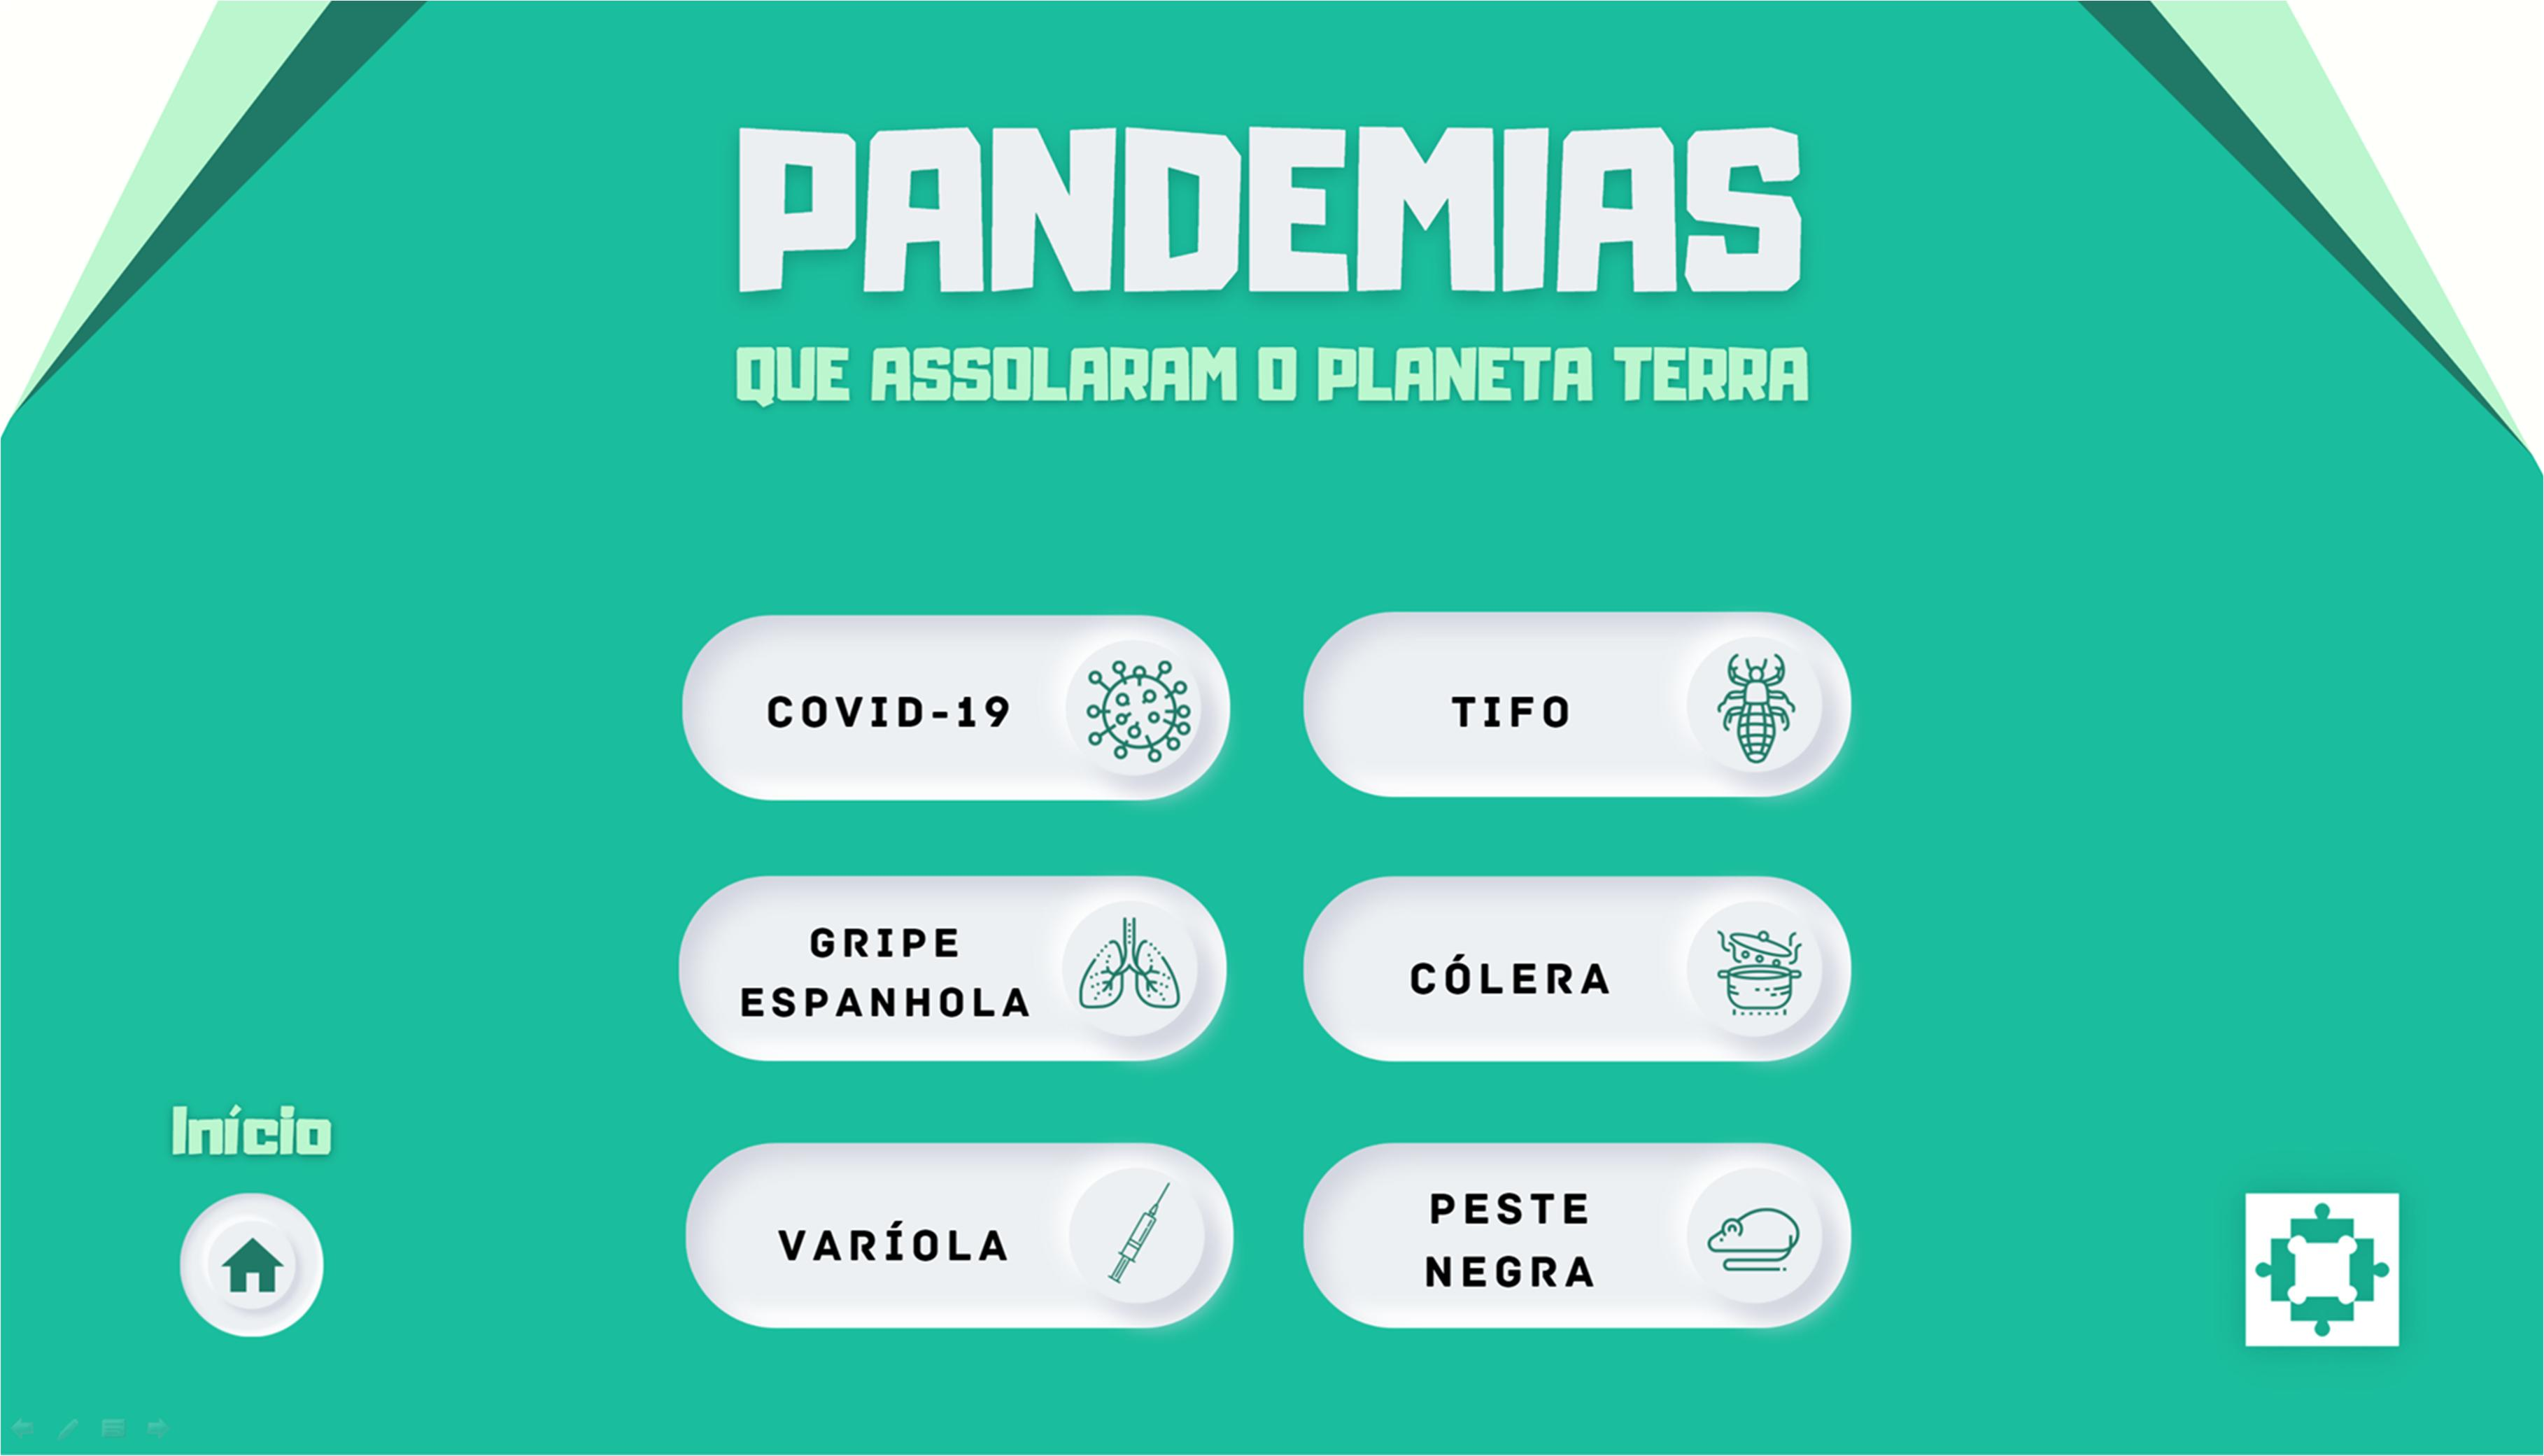 PANDEMIAS
QUE ASSOLARAM O PLANETA TERRA
COVID-19
TIFO
GRIPE
ESPANHOLA
CÓLERA
VARÍOLA
PESTE
NEGRA
Início